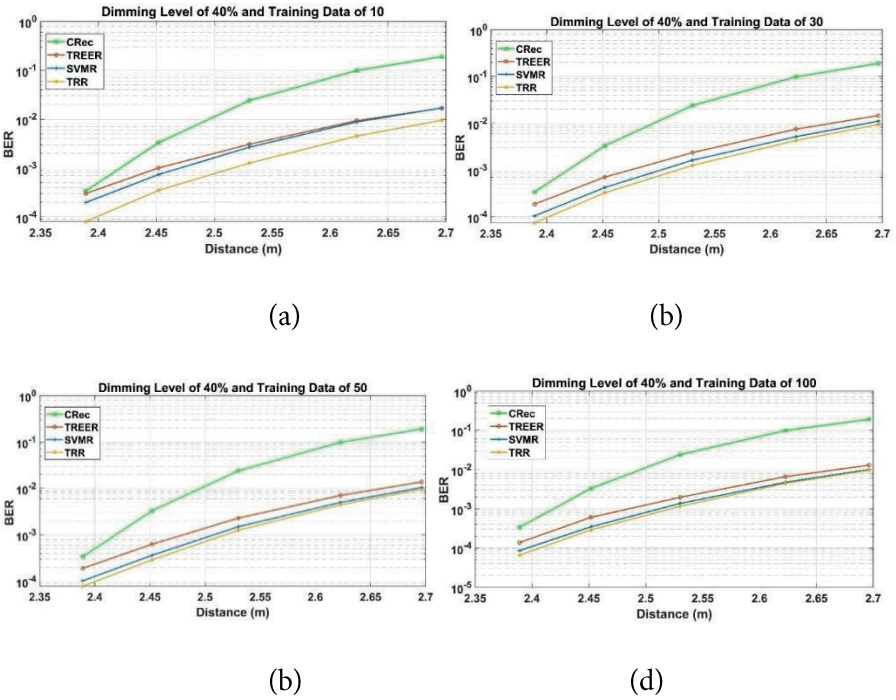 Dimming Level of 40% and Training Data of 10
CRec
TREER
SVMR
TRR
BER
10^0
10^-1
10^-2
10^-3
10^-4
2.35 2.4 2.45 2.5 2.55 2.6 2.65 2.7
Distance (m)
(a)
Dimming Level of 40% and Training Data of 30
CRec
TREER
SVMR
TRR
BER
10^0
10^-1
10^-2
10^-3
10^-4
2.35 2.4 2.45 2.5 2.55 2.6 2.65 2.7
Distance (m)
(b)
Dimming Level of 40% and Training Data of 50
CRec
TREER
SVMR
TRR
BER
10^0
10^-1
10^-2
10^-3
10^-4
2.35 2.4 2.45 2.5 2.55 2.6 2.65 2.7
Distance (m)
(b)
Dimming Level of 40% and Training Data of 100
CRec
TREER
SVMR
TRR
BER
10^0
10^-1
10^-2
10^-3
10^-4
10^-5
2.35 2.4 2.45 2.5 2.55 2.6 2.65 2.7
Distance (m)
(d)